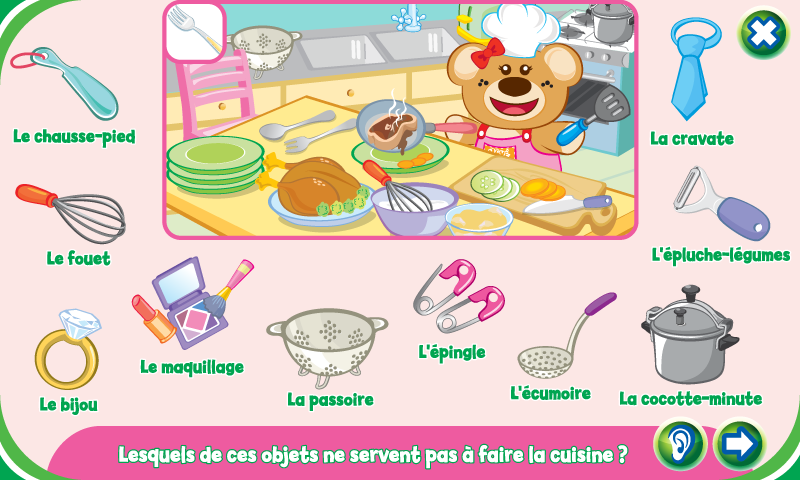 Le chausse-pied
La cravate
Le fouet
L'épluche-légumes
Le maquillage
L'épingle
Le bijou
La passoire
L'écumoire
La cocotte-minute
Lesquels de ces objets ne servent pas à faire la cuisine ?